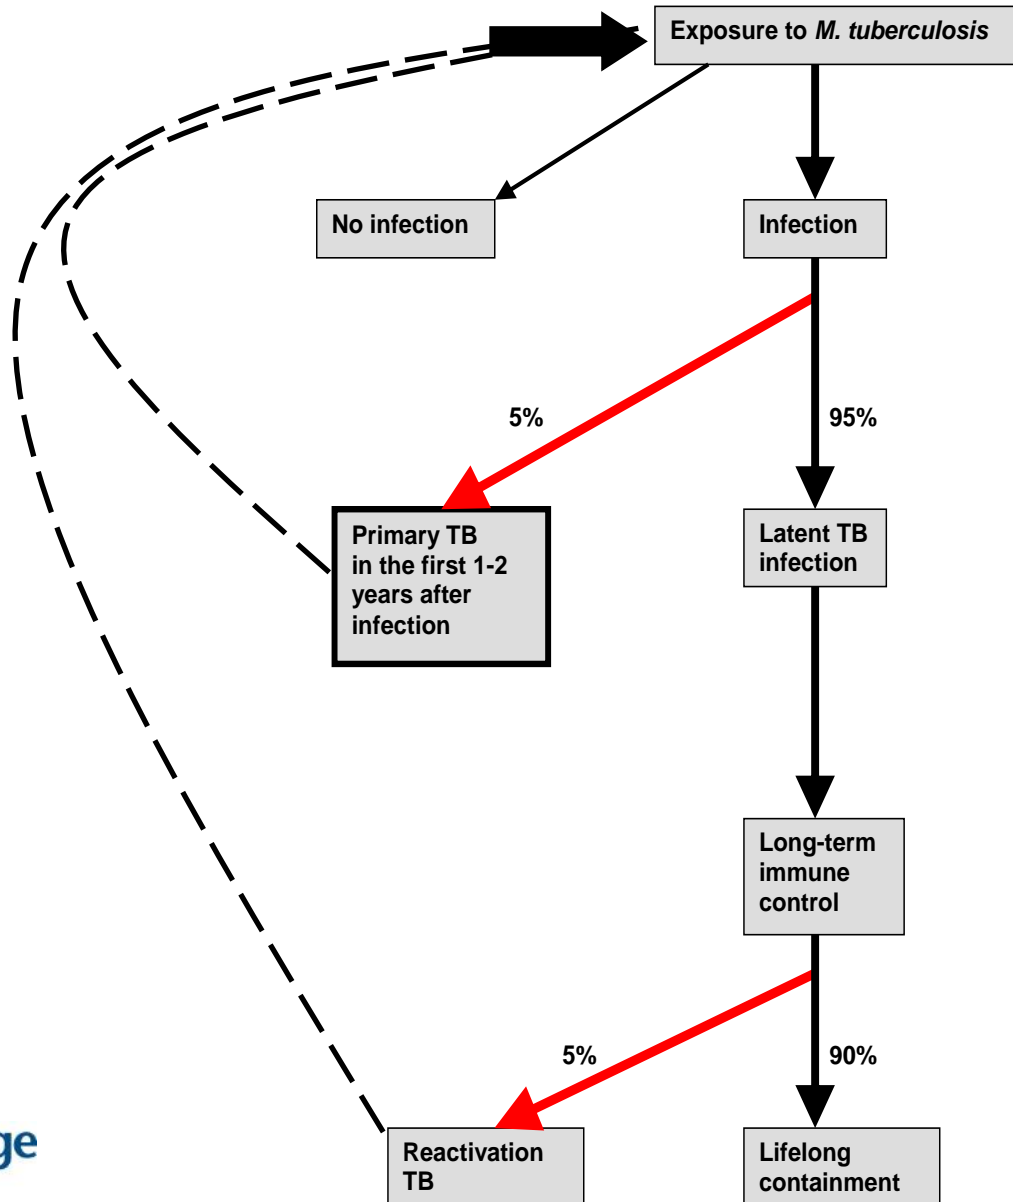 Exposure to M. tuberculosis
No infection
Infection
5%
95%
Primary TB
in the first 1-2
years after
infection
Latent TB
infection
Long-term
immune
control
5%
90%
Reactivation
TB
Lifelong
containment